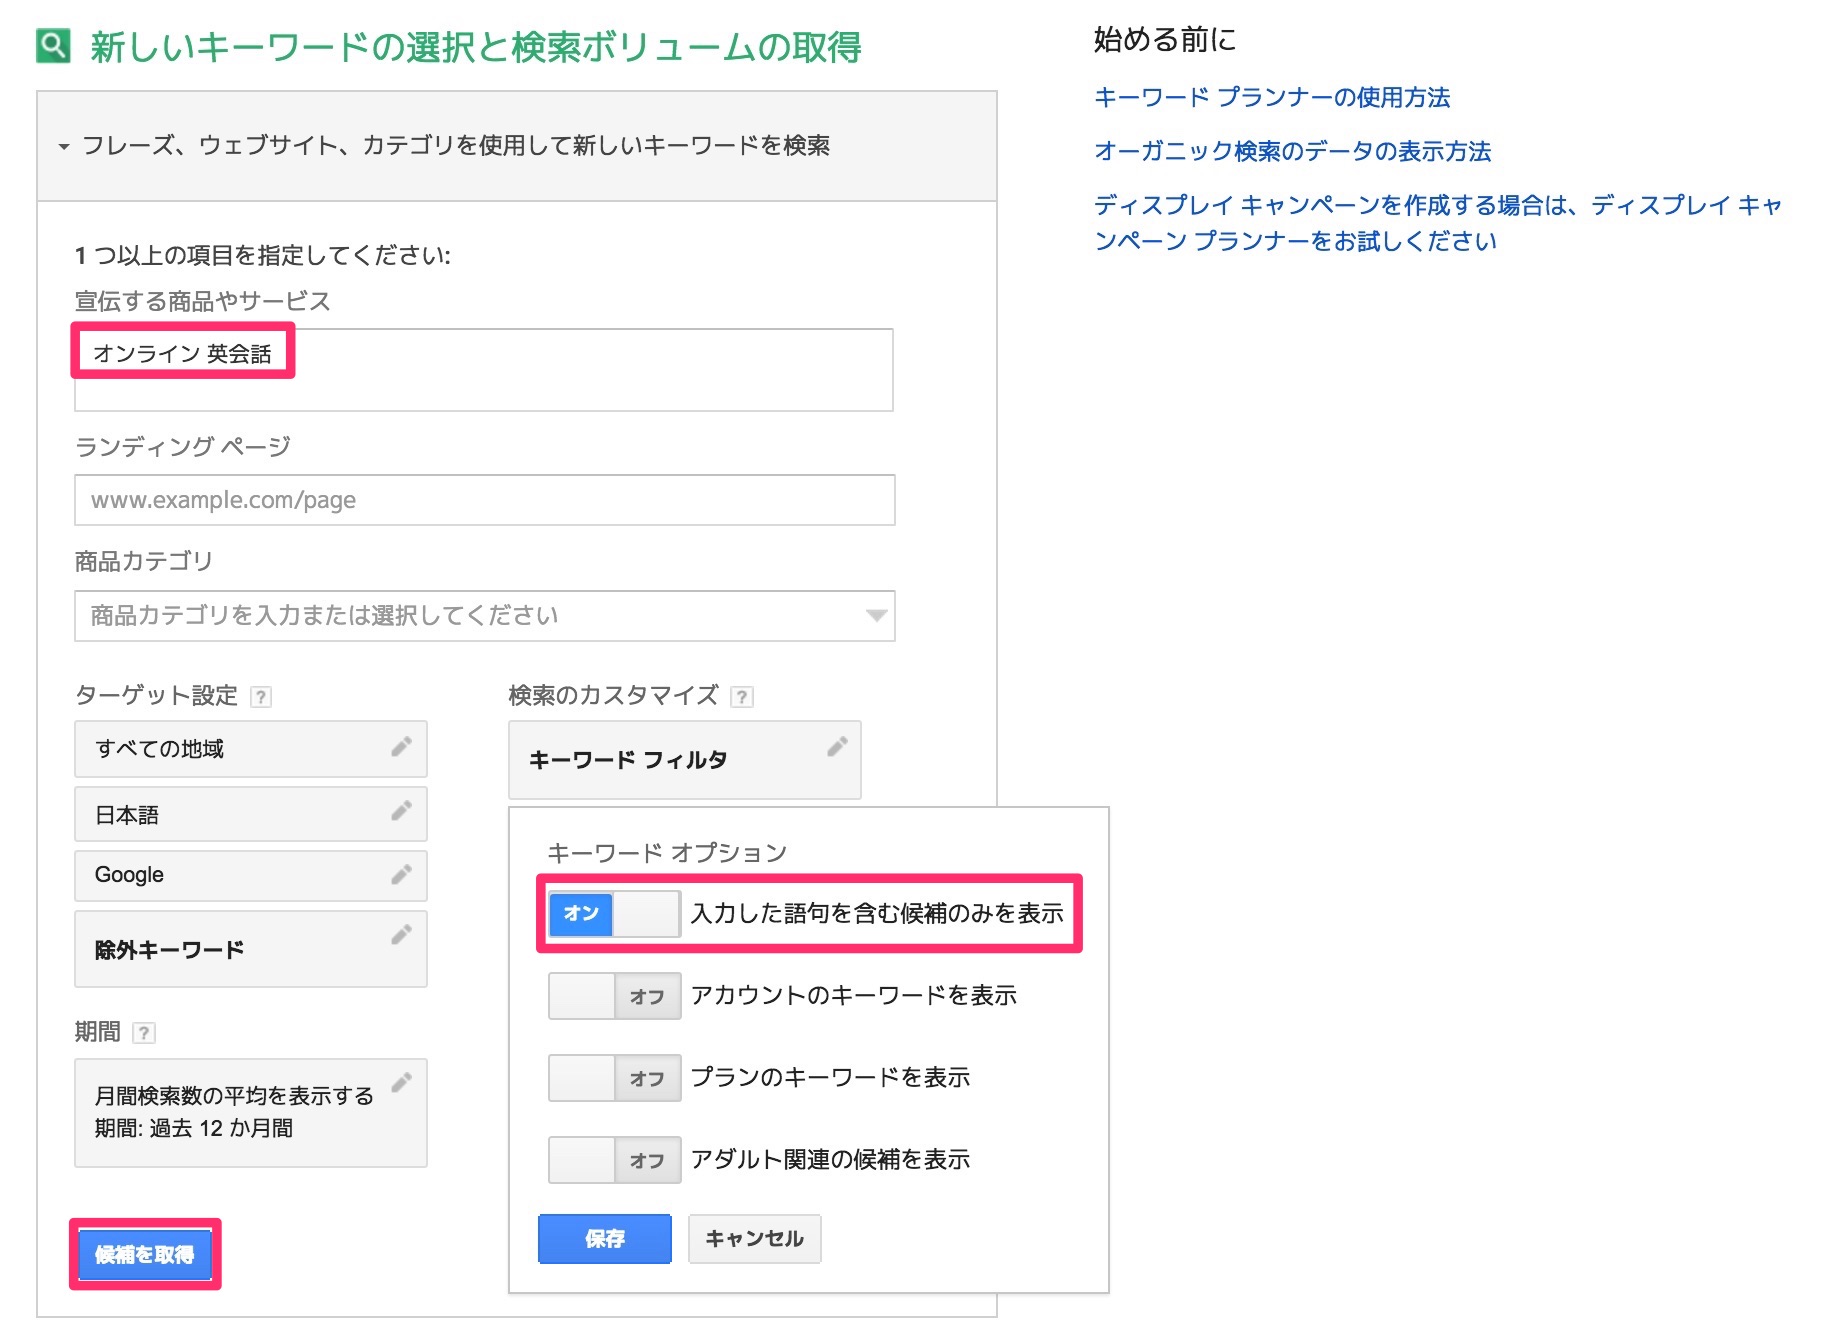 新しいキーワードの選択と検索ボリュームの取得
フレーズ、ウェブサイト、カテゴリを使用して新しいキーワードを検索
1 つ以上の項目を指定してください:
宣伝する商品やサービス
オンライン 英会話
ランディング ページ
www.example.com/page
商品カテゴリ
商品カテゴリを入力または選択してください
ターゲット設定 ?
すべての地域
日本語
Google
除外キーワード
期間 ?
月間検索数の平均を表示する
期間: 過去 12 か月間
候補を取得
検索のカスタマイズ ?
キーワード フィルタ
キーワード オプション
オン 入力した語句を含む候補のみを表示
オフ アカウントのキーワードを表示
オフ プランのキーワードを表示
オフ アダルト関連の候補を表示
保存 キャンセル
始める前に
キーワード プランナーの使用方法
オーガニック検索のデータの表示方法
ディスプレイ キャンペーンを作成する場合は、ディスプレイ キャ
ンペーン プランナーをお試しください